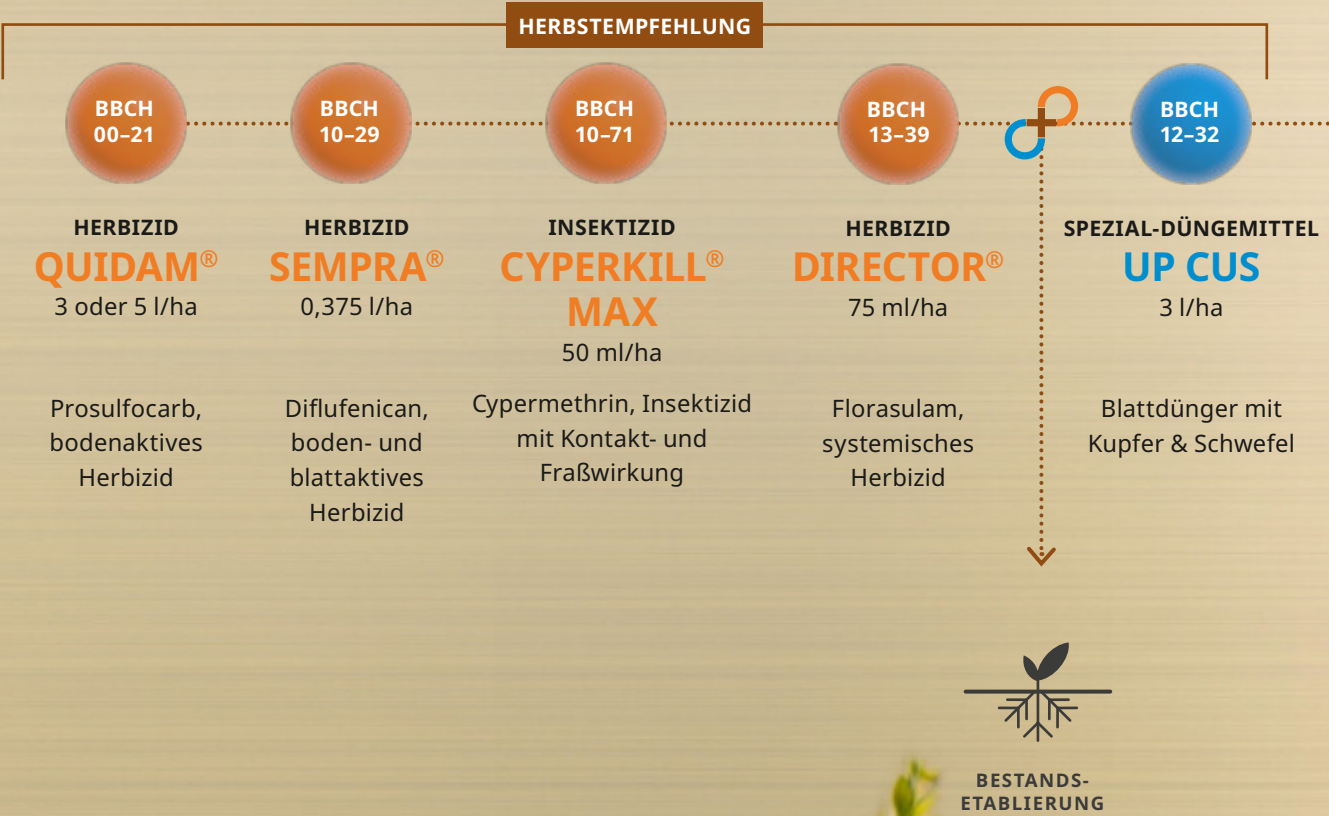 HERBSTEMPFEHLUNG
BBCH
00–21
HERBIZID
QUIDAM®
3 oder 5 l/ha
Prosulfocarb,
bodenaktives
Herbizid
BBCH
10–29
HERBIZID
SEMPRA®
0,375 l/ha
Diflufenican,
boden- und
blattaktives
Herbizid
BBCH
10–71
INSEKTIZID
CYPERKILL®
MAX
50 ml/ha
Cypermethrin, Insektizid
mit Kontakt- und
Fraßwirkung
BBCH
13–39
HERBIZID
DIRECTOR®
75 ml/ha
Florasulam,
systemisches
Herbizid
BBCH
12–32
SPEZIAL-DÜNGEMITTEL
UP CUS
3 l/ha
Blattdünger mit
Kupfer & Schwefel
BESTANDS-
ETABLIERUNG